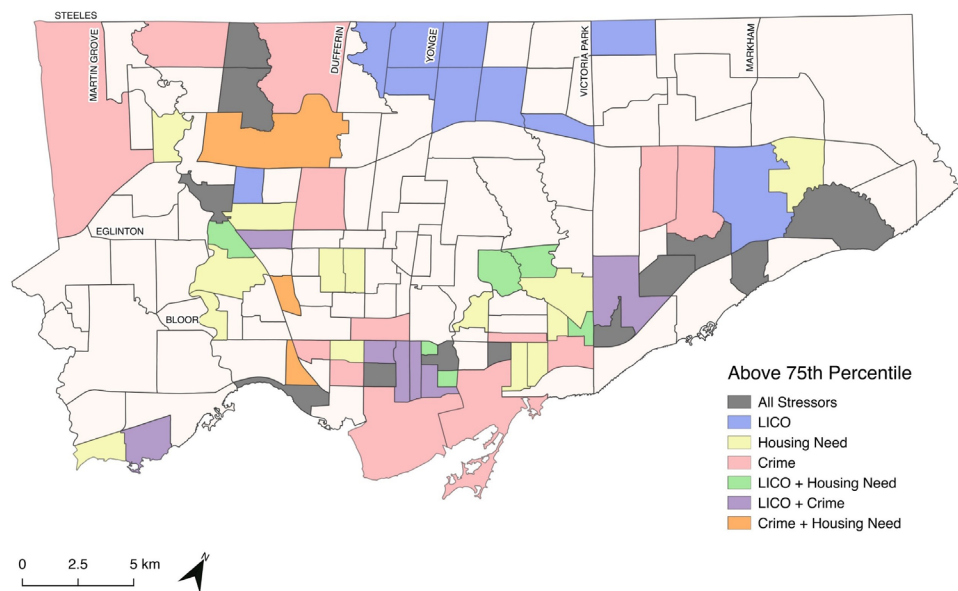 STEELES
MARTIN GROVE
DUFFERIN
YONGE
VICTORIA PARK
MARKHAM
EGLINTON
BLOOR
Above 75th Percentile
All Stressors
LICO
Housing Need
Crime
LICO + Housing Need
LICO + Crime
Crime + Housing Need
0 2.5 5 km
N